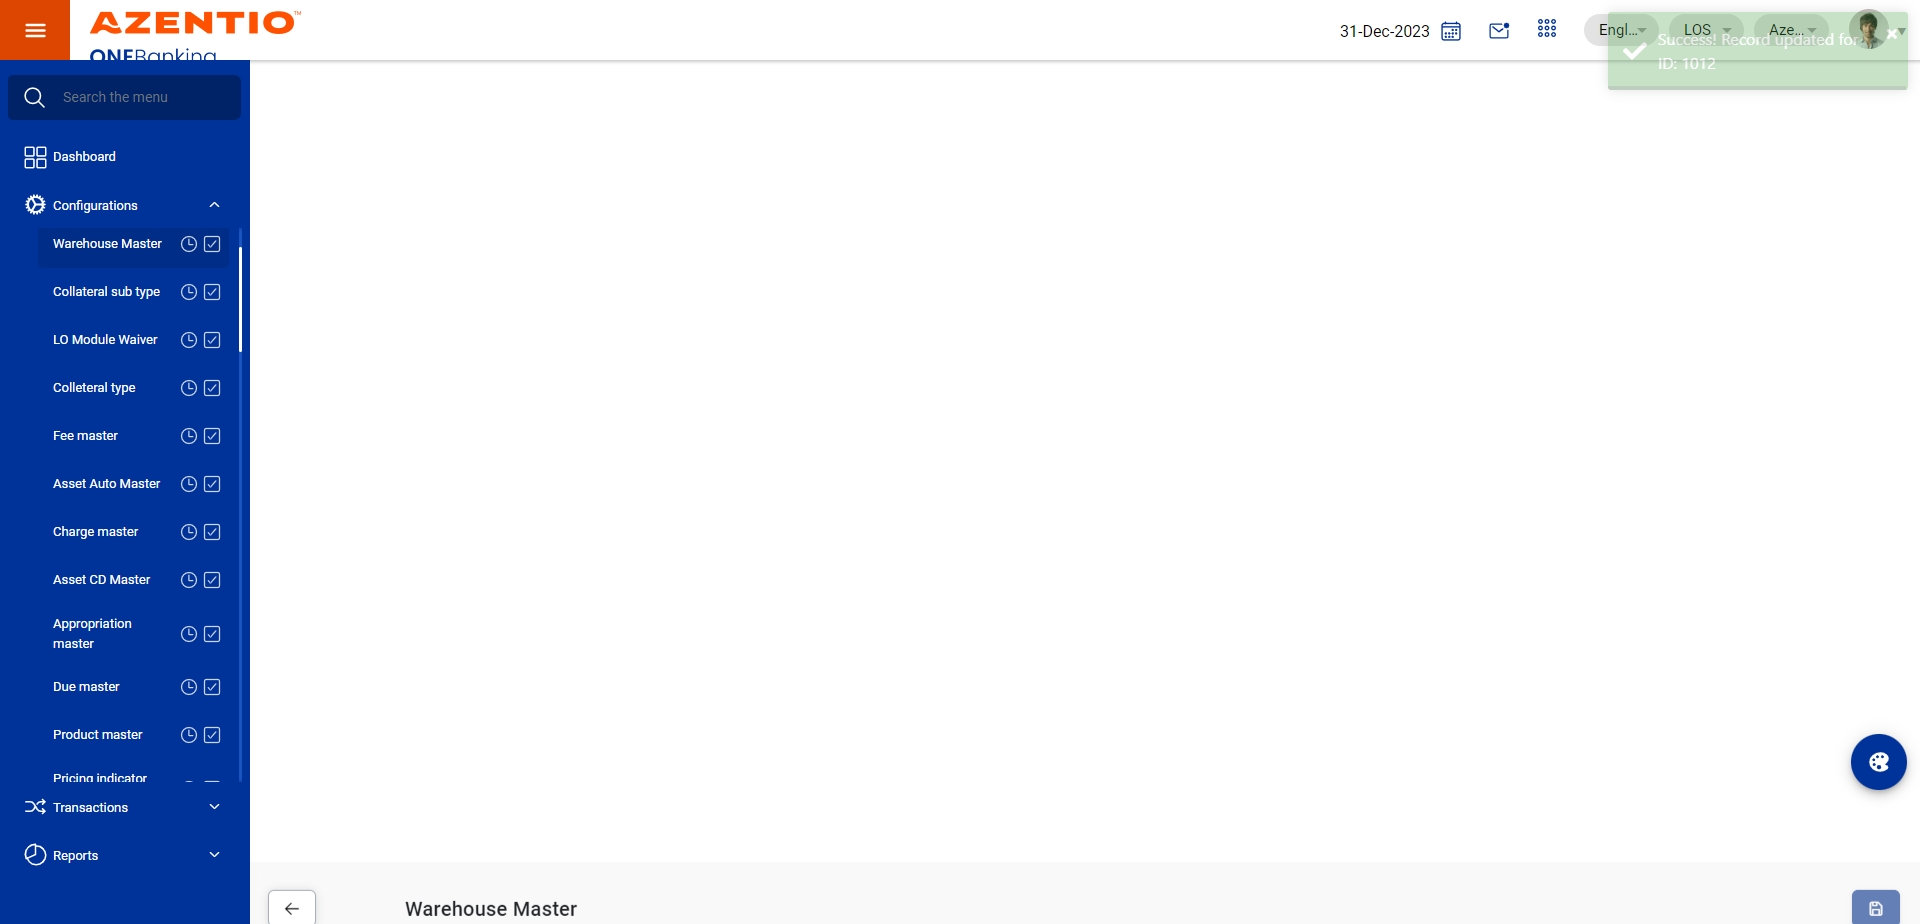 AZENTIO™
ONEBanking
31-Dec-2023
Engl...
LOS
Aze...
Success! Record updated for
ID: 1012
Search the menu
Dashboard
Configurations
Warehouse Master
Collateral sub type
LO Module Waiver
Colleteral type
Fee master
Asset Auto Master
Charge master
Asset CD Master
Appropriation
master
Due master
Product master
Pricing indicator
Transactions
Reports
Warehouse Master